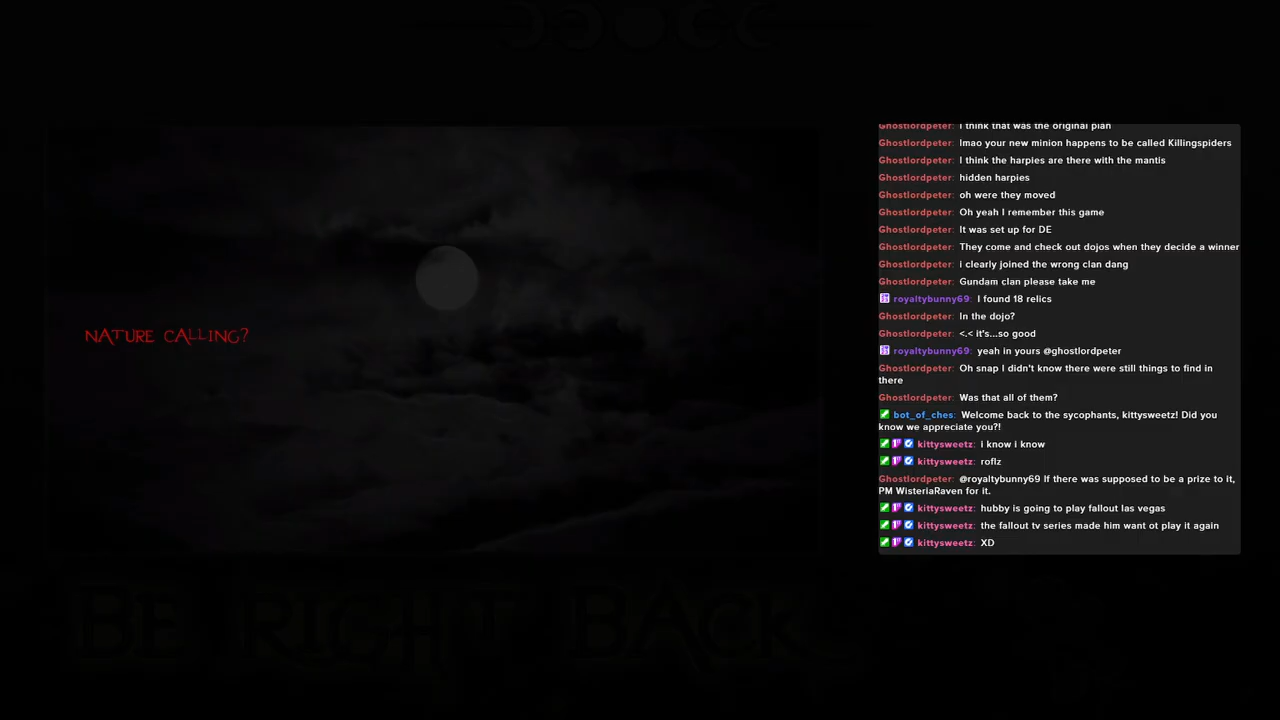 NATURE CALLING?
Ghostlordpeter: i think that was the original plan
Ghostlordpeter: lmao your new minion happens to be called Killingspiders
Ghostlordpeter: I think the harpies are there with the mantis
Ghostlordpeter: hidden harpies
Ghostlordpeter: oh were they moved
Ghostlordpeter: Oh yeah I remember this game
Ghostlordpeter: It was set up for DE
Ghostlordpeter: They come and check out dojos when they decide a winner
Ghostlordpeter: i clearly joined the wrong clan dang
Ghostlordpeter: Gundam clan please take me
royaltybunny69: I found 18 relics
Ghostlordpeter: In the dojo?
Ghostlordpeter: <.< it's...so good
royaltybunny69: yeah in yours @ghostlordpeter
Ghostlordpeter: Oh snap I didn't know there were still things to find in
there
Ghostlordpeter: Was that all of them?
bot_of_ches: Welcome back to the sycophants, kittysweetz! Did you
know we appreciate you?!
kittysweetz: i know i know
kittysweetz: roflz
Ghostlordpeter: @royaltybunny69 If there was supposed to be a prize to it,
PM WisteriaRaven for it.
kittysweetz: hubby is going to play fallout las vegas
kittysweetz: the fallout tv series made him want ot play it again
kittysweetz: XD
BE RIGHT BACK